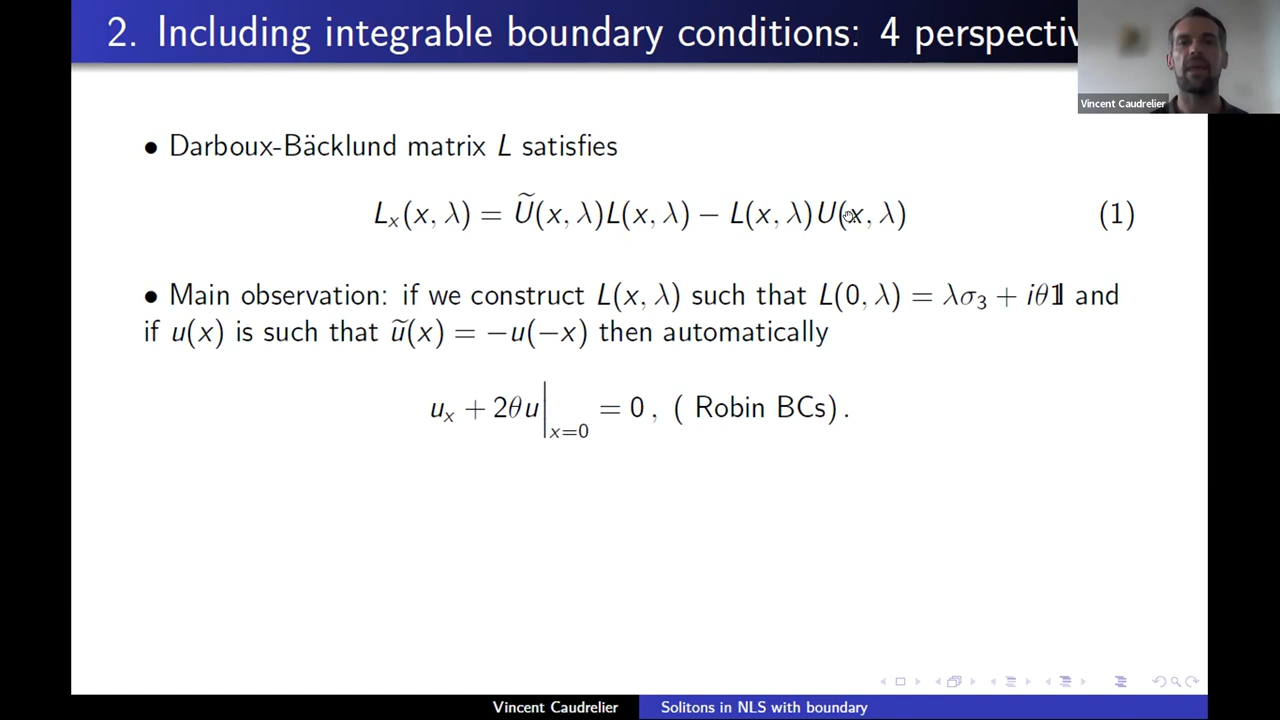 2. Including integrable boundary conditions: 4 perspectiv
Vincent Caudrelier
• Darboux-Bäcklund matrix L satisfies
Lₓ(x, λ) = Ũ(x, λ)L(x, λ) − L(x, λ)U(x, λ) (1)
• Main observation: if we construct L(x, λ) such that L(0, λ) = λσ₃ + iθ𝟙 and
if u(x) is such that ũ(x) = −u(−x) then automatically
uₓ + 2θu|ₓ₌₀ = 0 , ( Robin BCs) .
Vincent Caudrelier Solitons in NLS with boundary